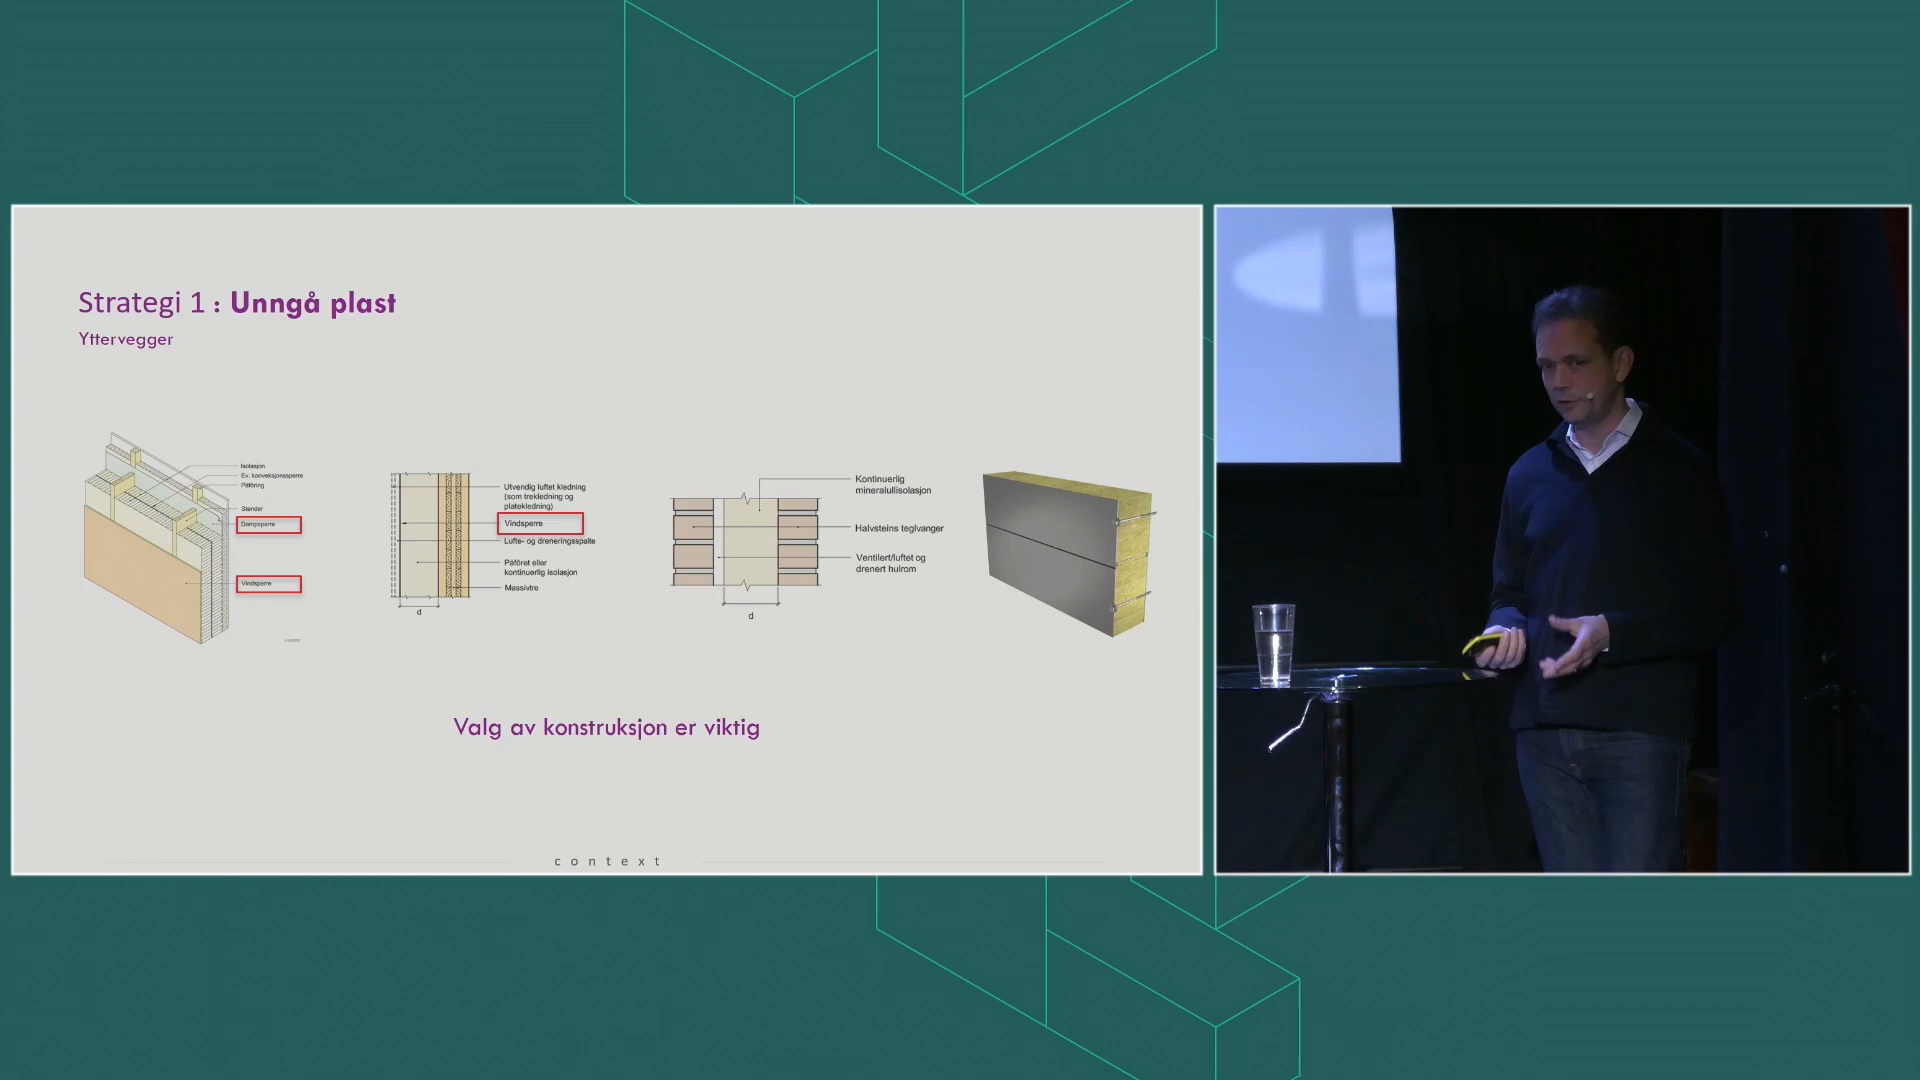 Strategi 1 : Unngå plast
Yttervegger
Isolasjon
Ev. konveksjonssperre
Påforing
Stender
Dampsperre
Vindsperre
Utvendig luftet kledning
(som trekledning og
platekledning)
Vindsperre
Lufte- og dreneringsspalte
Påfôret eller
kontinuerlig isolasjon
Massivtre
d
Kontinuerlig
mineralullisolasjon
Halvsteins teglvanger
Ventilert/luftet og
drenert hulrom
d
Valg av konstruksjon er viktig
context